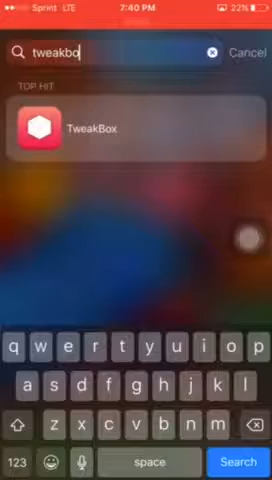 Sprint LTE 7:40 PM 22%
tweakbo Cancel
TOP HIT
TweakBox
q w e r t y u i o p
a s d f g h j k l
z x c v b n m
123 space Search